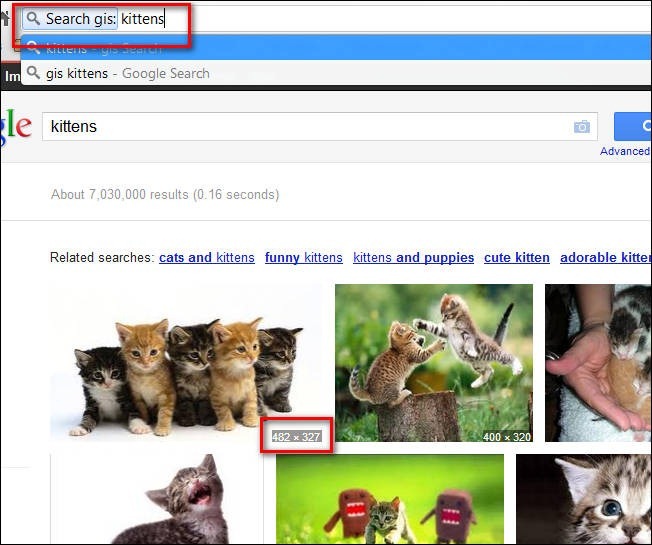 Search gis: kittens
kittens - gis Search
gis kittens - Google Search
Im
gle
kittens
Advanced
About 7,030,000 results (0.16 seconds)
Related searches: cats and kittens funny kittens kittens and puppies cute kitten adorable kitten
482 × 327
400 × 320